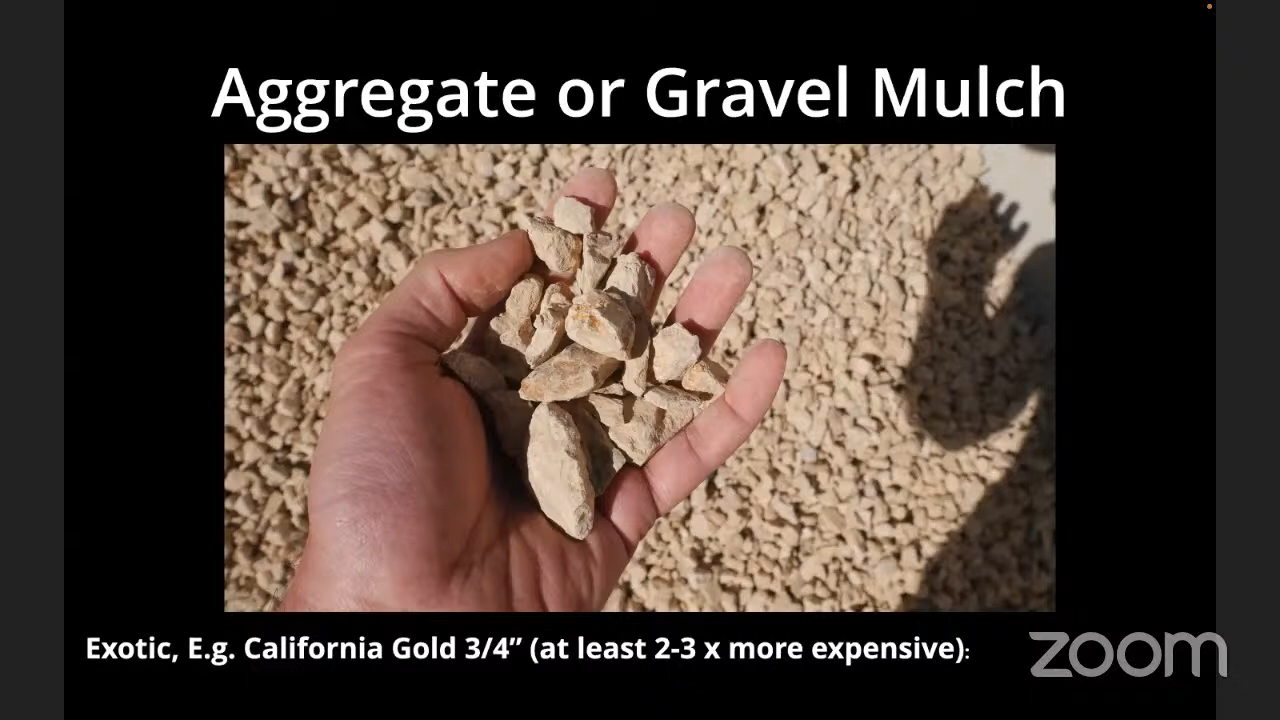 Aggregate or Gravel Mulch
Exotic, E.g. California Gold 3/4” (at least 2-3 x more expensive):
zoom